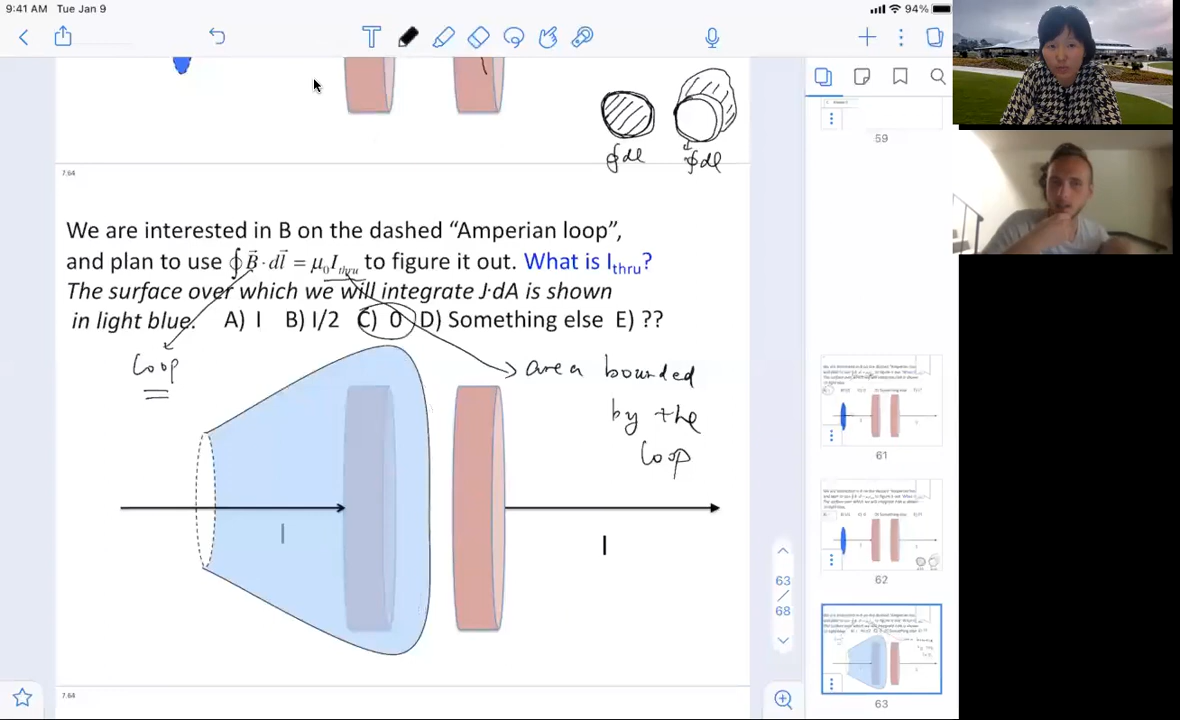 9:41 AM Tue Jan 9
94%
T
∮dl ∮dl
59
7.64
We are interested in B on the dashed “Amperian loop”,
and plan to use ∮B⃗·dl⃗ = μ₀I_thru to figure it out. What is I_thru?
The surface over which we will integrate J·dA is shown
in light blue. A) I B) I/2 C) 0 D) Something else E) ??
loop
area bounded
by the
loop
I
I
61
62
63
/
68
63
7.64